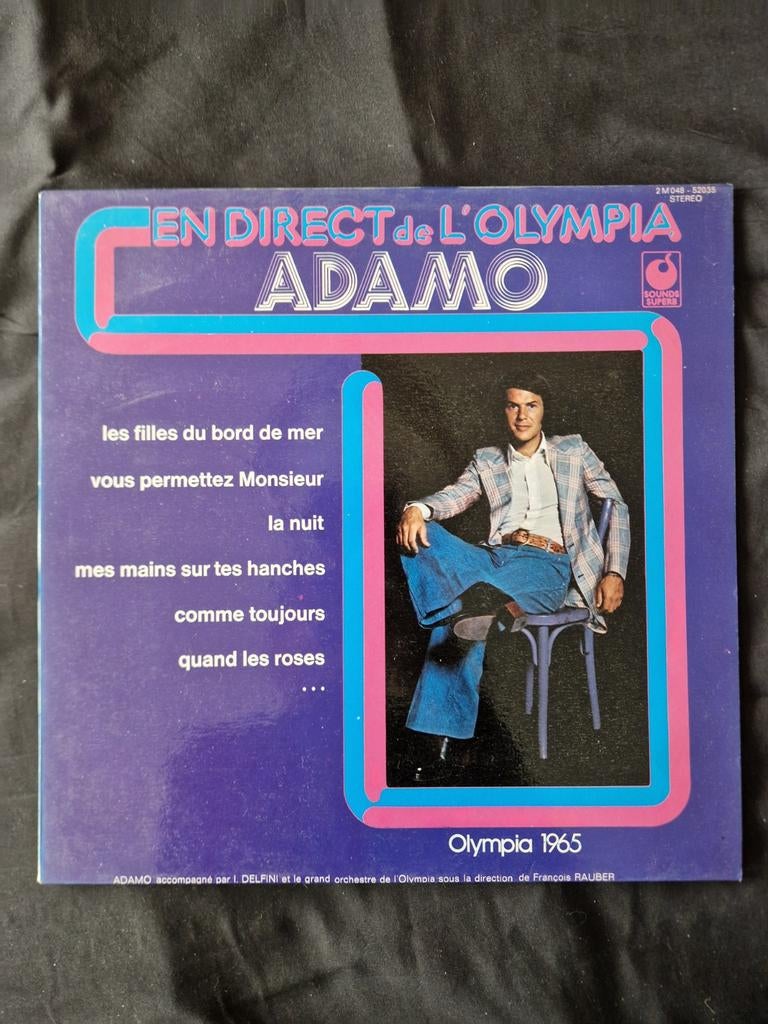 2 M 048 - 52035
STEREO
EN DIRECT de L'OLYMPIA
ADAMO
SOUNDS
SUPERB
les filles du bord de mer
vous permettez Monsieur
la nuit
mes mains sur tes hanches
comme toujours
quand les roses
...
Olympia 1965
ADAMO accompagné par I. DELFINI et le grand orchestre de l'Olympia sous la direction de François RAUBER